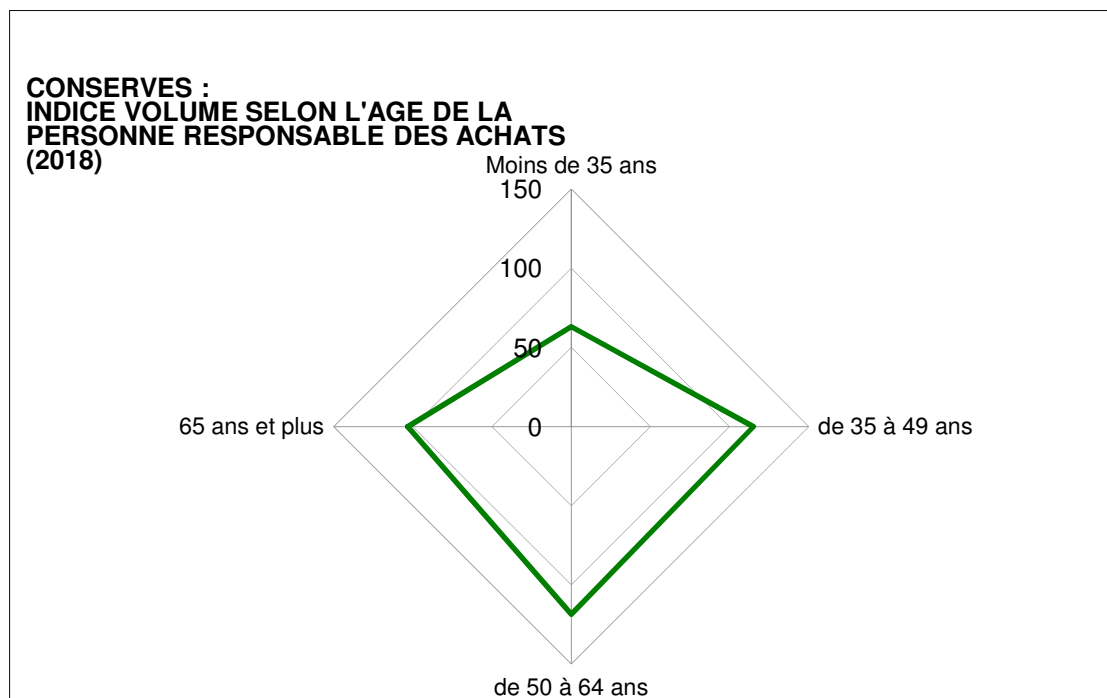 CONSERVES :
INDICE VOLUME SELON L'AGE DE LA
PERSONNE RESPONSABLE DES ACHATS
(2018)
Moins de 35 ans
150
100
50
65 ans et plus
0
de 35 à 49 ans
de 50 à 64 ans